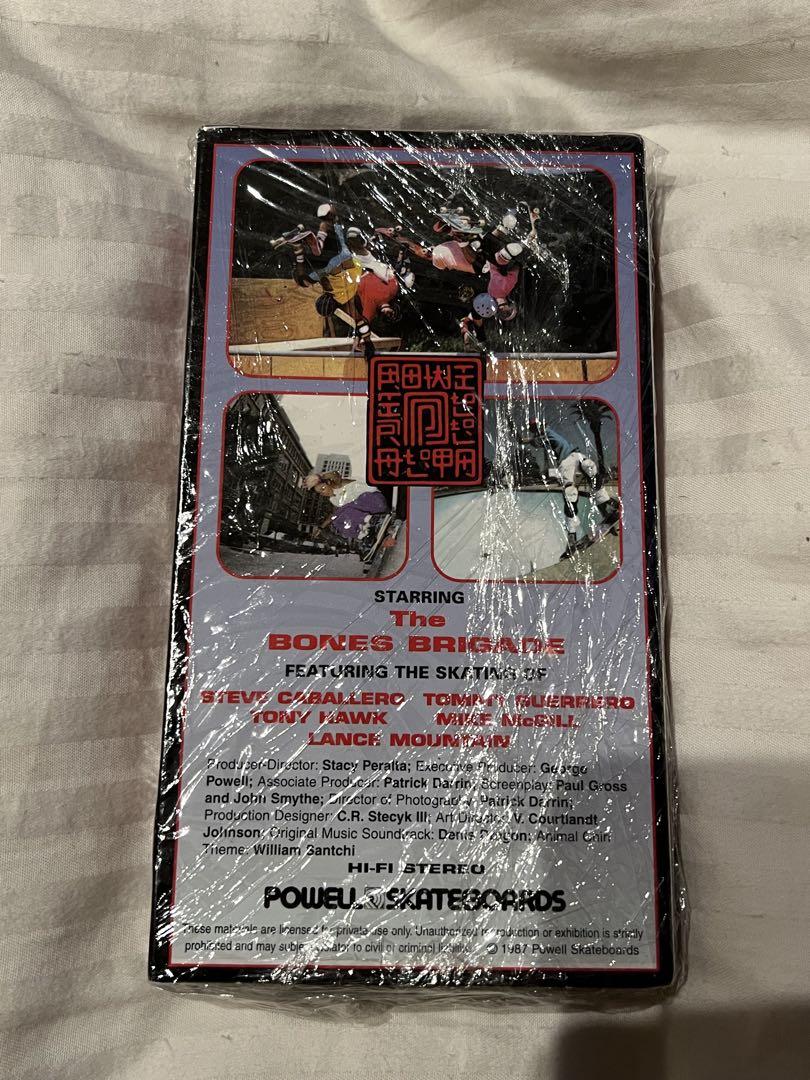 STARRING
The
BONES BRIGADE
FEATURING THE SKATING OF
STEVE CABALLERO TOMMY GUERRERO
TONY HAWK MIKE McGILL
LANCE MOUNTAIN
Producer-Director: Stacy Peralta; Executive Producer: George
Powell; Associate Producer: Patrick Darrin; Screenplay: Paul Gross
and John Smythe; Director of Photography: Patrick Darrin;
Production Designer: C.R. Stecyk III; Art Director: V. Courtlandt
Johnson; Original Music Soundtrack: Dennis Animal Chin
Theme: William
HI-FI STEREO
POWELL SKATEBOARDS
These materials are licensed for private use only. Unauthorized reproduction or exhibition is strictly
prohibited and may subject violator to civil or criminal liability. © 1987 Powell Skateboards